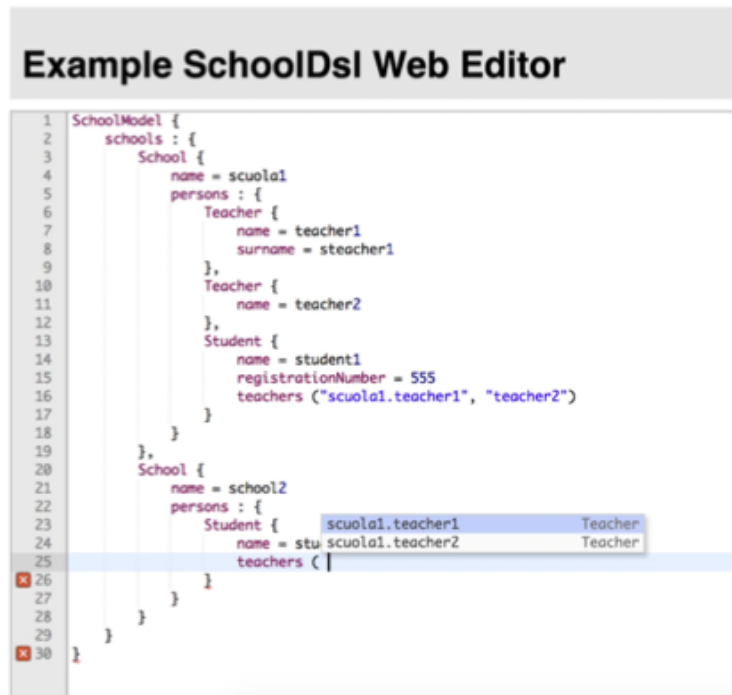 Example SchoolDsl Web Editor
1 SchoolModel {
2 schools : {
3 School {
4 name = scuola1
5 persons : {
6 Teacher {
7 name = teacher1
8 surname = steacher1
9 },
10 Teacher {
11 name = teacher2
12 },
13 Student {
14 name = student1
15 registrationNumber = 555
16 teachers ("scuola1.teacher1", "teacher2")
17 }
18 }
19 },
20 School {
21 name = school2
22 persons : {
23 Student { scuola1.teacher1 Teacher
24 name = stu scuola1.teacher2 Teacher
25 teachers (
26 }
27 }
28 }
29 }
30 }